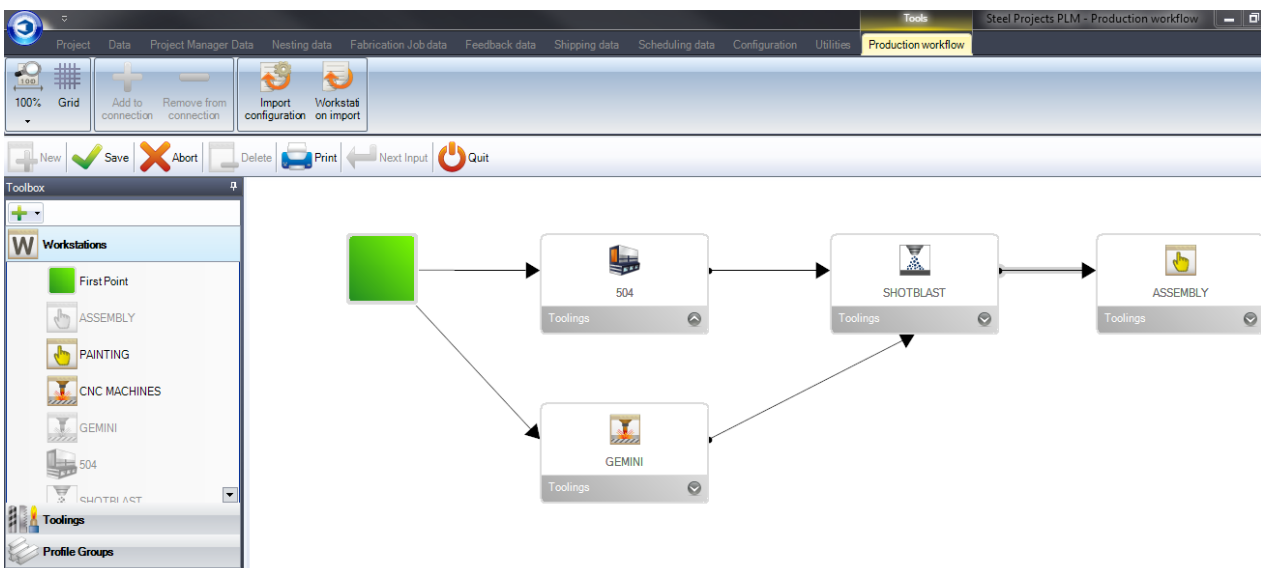 Tools
Steel Projects PLM - Production workflow
Project Data Project Manager Data Nesting data Fabrication Job data Feedback data Shipping data Scheduling data Configuration Utilities Production workflow
100
100% Grid Add to connection Remove from connection Import configuration Workstati on import
New Save Abort Delete Print Next Input Quit
Toolbox
W Workstations
First Point
ASSEMBLY
PAINTING
CNC MACHINES
GEMINI
504
SHOTBLAST
Toolings
Profile Groups
504
Toolings
SHOTBLAST
Toolings
ASSEMBLY
Toolings
GEMINI
Toolings